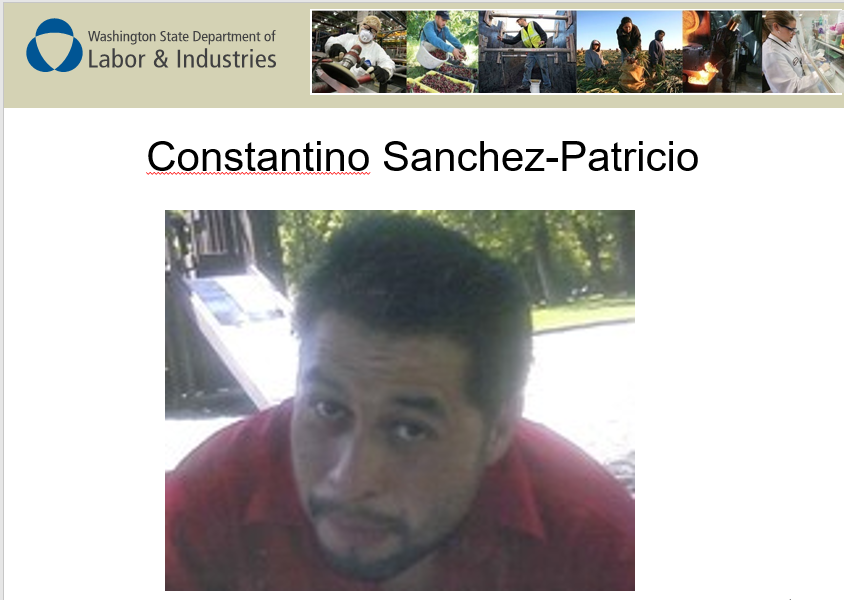 Washington State Department of
Labor & Industries
Constantino Sanchez-Patricio